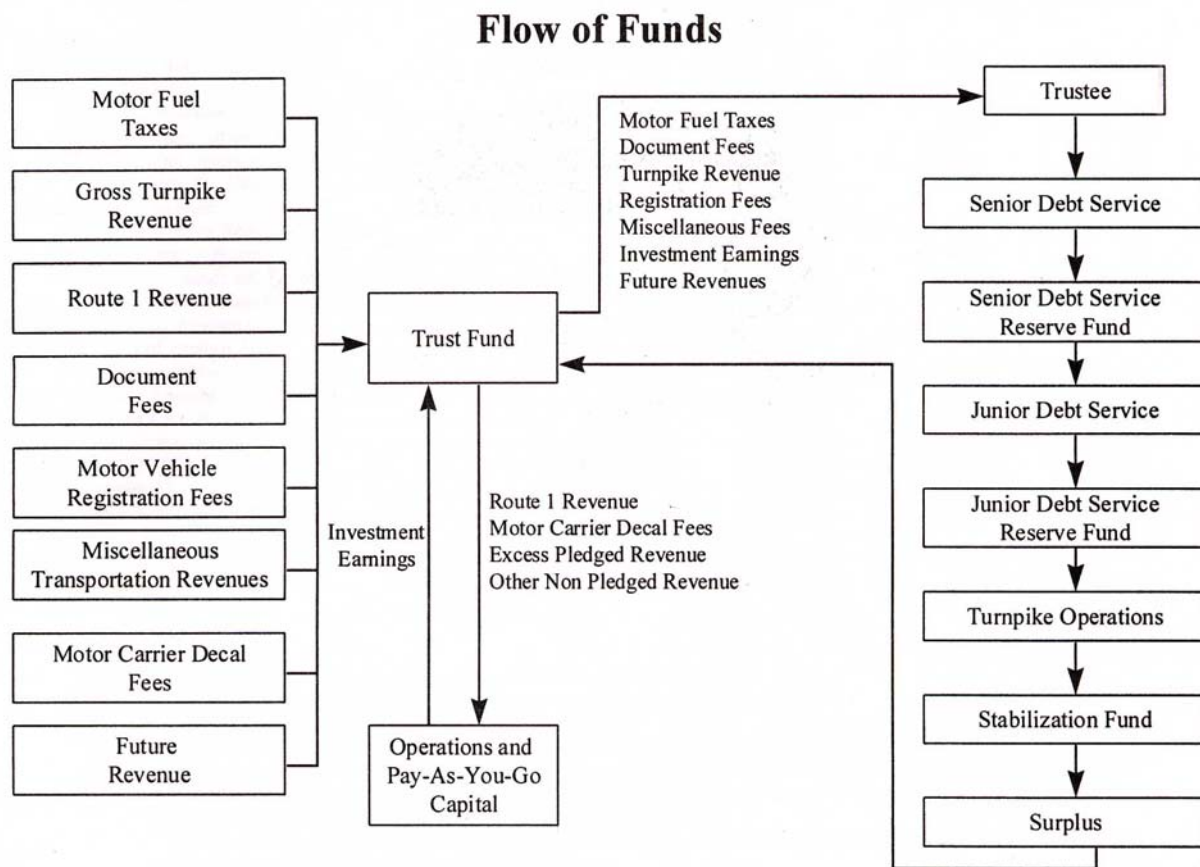 Flow of Funds
Motor Fuel
Taxes
Gross Turnpike
Revenue
Route 1 Revenue
Document
Fees
Motor Vehicle
Registration Fees
Miscellaneous
Transportation Revenues
Motor Carrier Decal
Fees
Future
Revenue
Trust Fund
Investment
Earnings
Route 1 Revenue
Motor Carrier Decal Fees
Excess Pledged Revenue
Other Non Pledged Revenue
Operations and
Pay-As-You-Go
Capital
Motor Fuel Taxes
Document Fees
Turnpike Revenue
Registration Fees
Miscellaneous Fees
Investment Earnings
Future Revenues
Trustee
Senior Debt Service
Senior Debt Service
Reserve Fund
Junior Debt Service
Junior Debt Service
Reserve Fund
Turnpike Operations
Stabilization Fund
Surplus